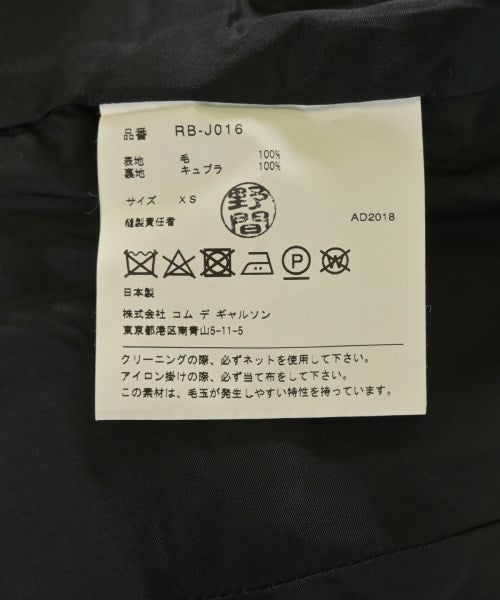 品番 RB-J016
表地 毛 100%
裏地 キュプラ 100%
サイズ XS
縫製責任者 野間 AD2018
P W
日本製
株式会社 コム デ ギャルソン
東京都港区南青山5-11-5
クリーニングの際、必ずネットを使用して下さい。
アイロン掛けの際、必ず当て布をして下さい。
この素材は、毛玉が発生しやすい特性を持っています。